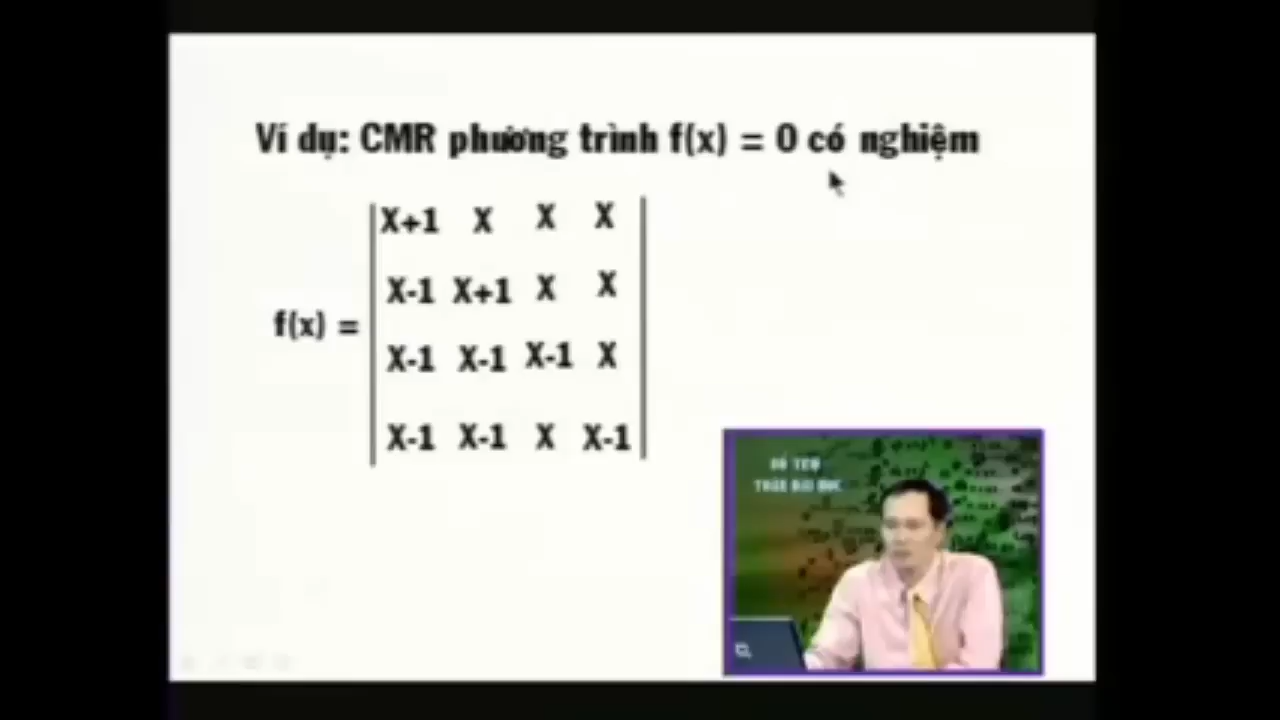 Ví dụ: CMR phương trình f(x) = 0 có nghiệm
X+1 X X X
X-1 X+1 X X
f(x) =
X-1 X-1 X-1 X
X-1 X-1 X X-1